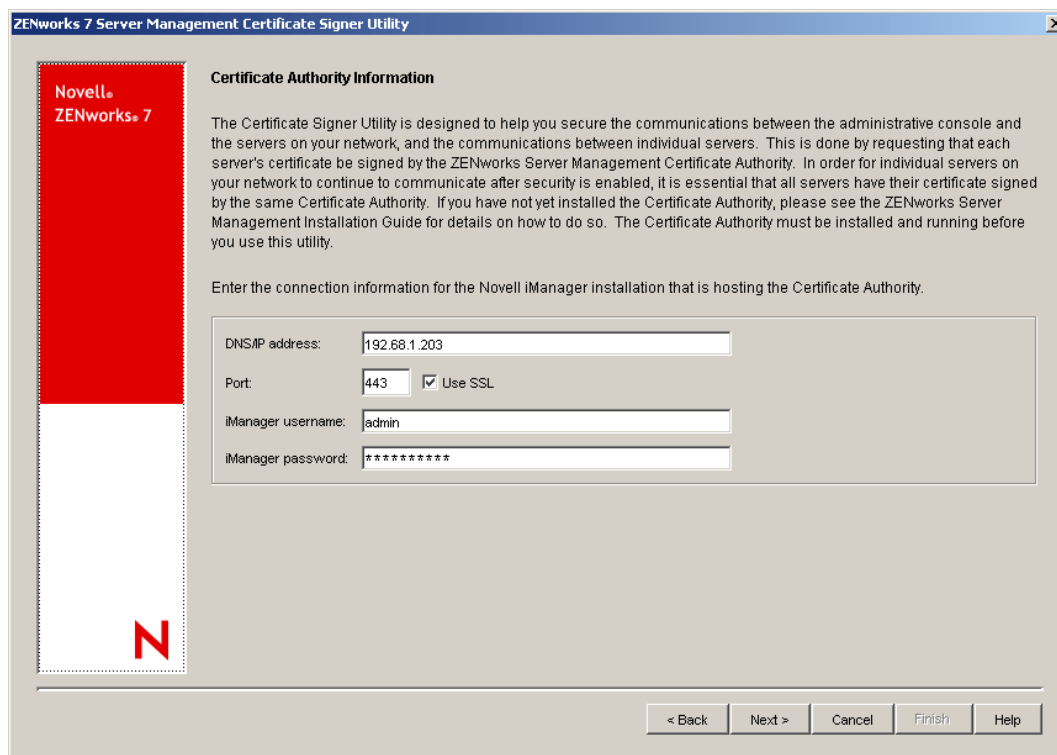 ZENworks 7 Server Management Certificate Signer Utility
Novell®
ZENworks® 7
Certificate Authority Information
The Certificate Signer Utility is designed to help you secure the communications between the administrative console and
the servers on your network, and the communications between individual servers. This is done by requesting that each
server's certificate be signed by the ZENworks Server Management Certificate Authority. In order for individual servers on
your network to continue to communicate after security is enabled, it is essential that all servers have their certificate signed
by the same Certificate Authority. If you have not yet installed the Certificate Authority, please see the ZENworks Server
Management Installation Guide for details on how to do so. The Certificate Authority must be installed and running before
you use this utility.
Enter the connection information for the Novell iManager installation that is hosting the Certificate Authority.
DNS/IP address: 192.68.1.203
Port: 443 Use SSL
iManager username: admin
iManager password: **********
N
< Back Next > Cancel Finish Help